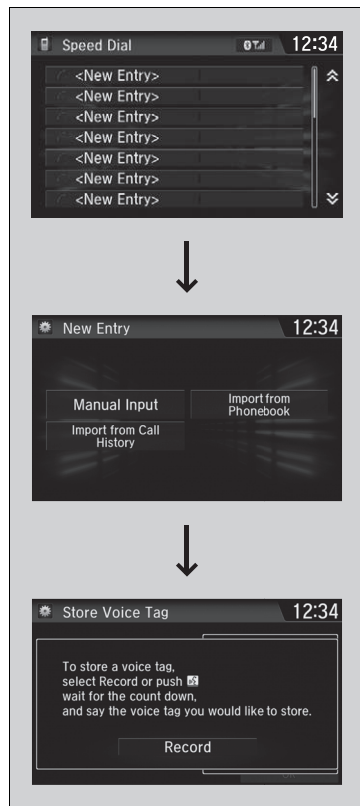 Speed Dial
12:34
<New Entry>
<New Entry>
<New Entry>
<New Entry>
<New Entry>
<New Entry>
<New Entry>
New Entry
12:34
Manual Input
Import from
Phonebook
Import from Call
History
Store Voice Tag
12:34
To store a voice tag,
select Record or push
wait for the count down,
and say the voice tag you would like to store.
Record